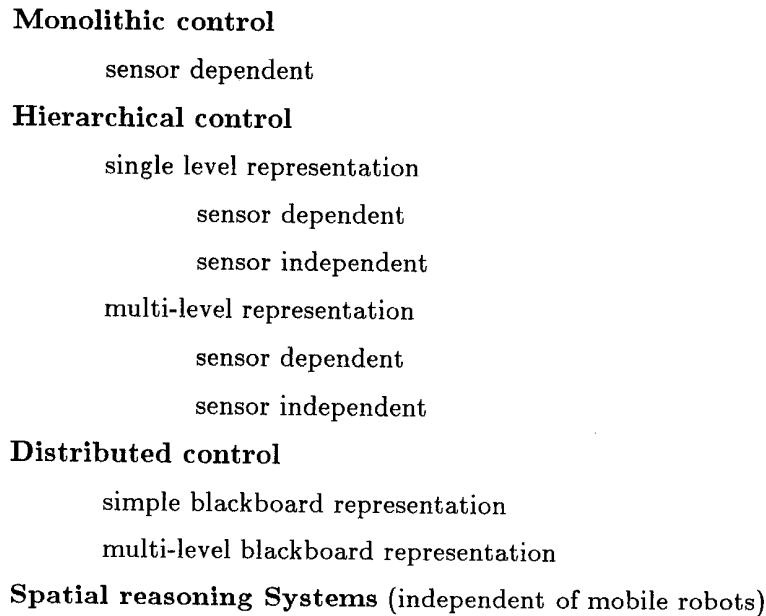 Monolithic control
sensor dependent
Hierarchical control
single level representation
sensor dependent
sensor independent
multi-level representation
sensor dependent
sensor independent
Distributed control
simple blackboard representation
multi-level blackboard representation
Spatial reasoning Systems (independent of mobile robots)